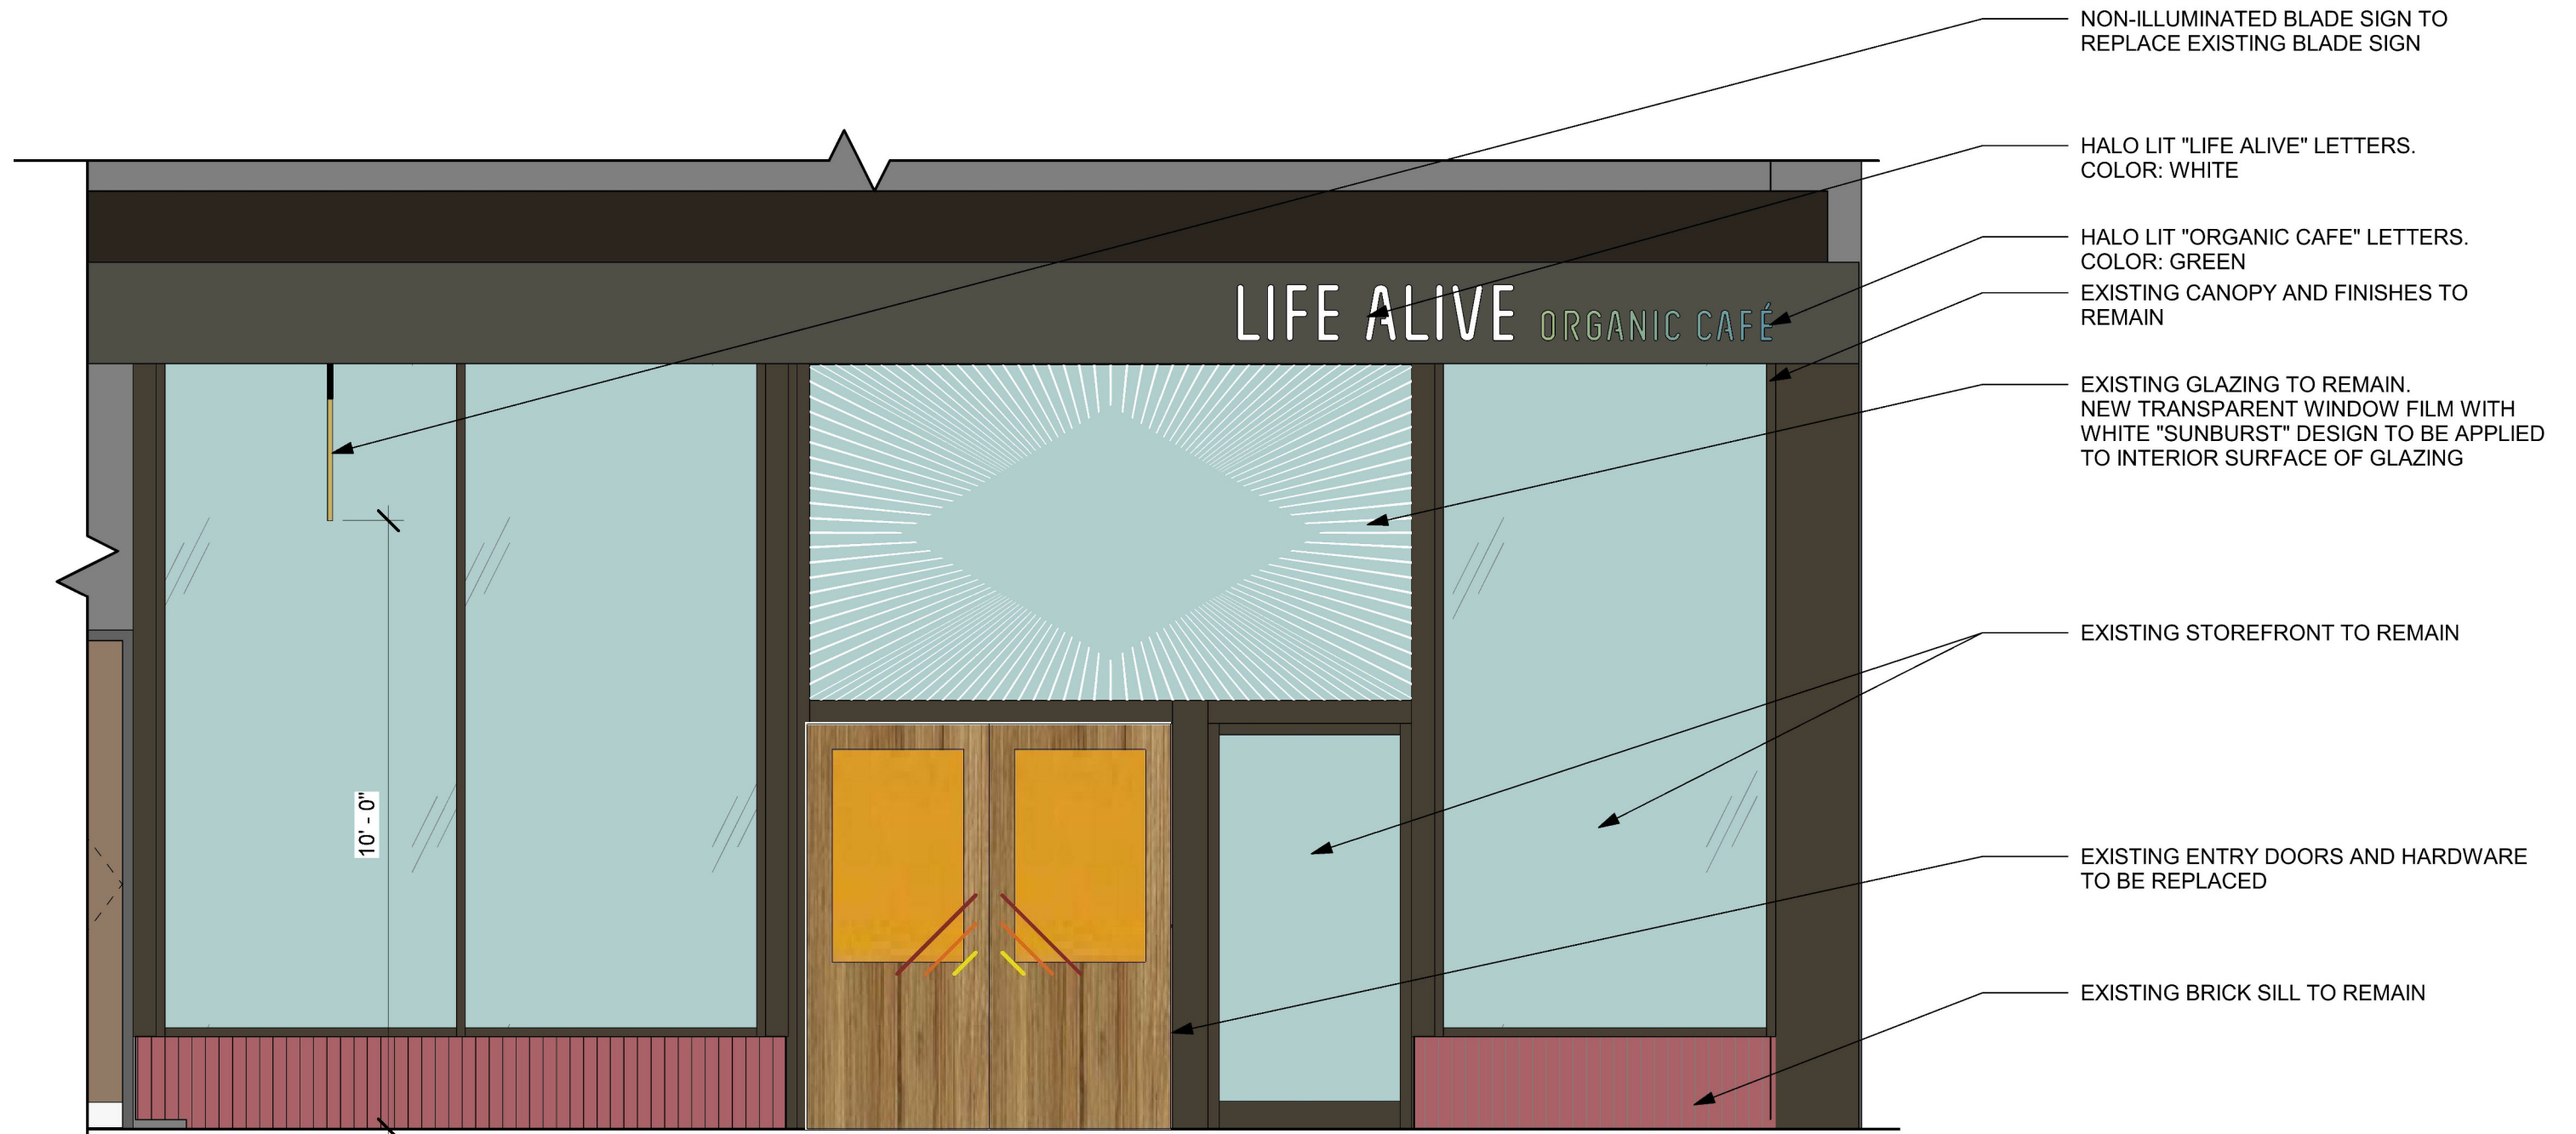 NON-ILLUMINATED BLADE SIGN TO
REPLACE EXISTING BLADE SIGN
HALO LIT "LIFE ALIVE" LETTERS.
COLOR: WHITE
HALO LIT "ORGANIC CAFE" LETTERS.
COLOR: GREEN
EXISTING CANOPY AND FINISHES TO
REMAIN
LIFE ALIVE ORGANIC CAFÉ
EXISTING GLAZING TO REMAIN.
NEW TRANSPARENT WINDOW FILM WITH
WHITE "SUNBURST" DESIGN TO BE APPLIED
TO INTERIOR SURFACE OF GLAZING
EXISTING STOREFRONT TO REMAIN
10' - 0"
EXISTING ENTRY DOORS AND HARDWARE
TO BE REPLACED
EXISTING BRICK SILL TO REMAIN